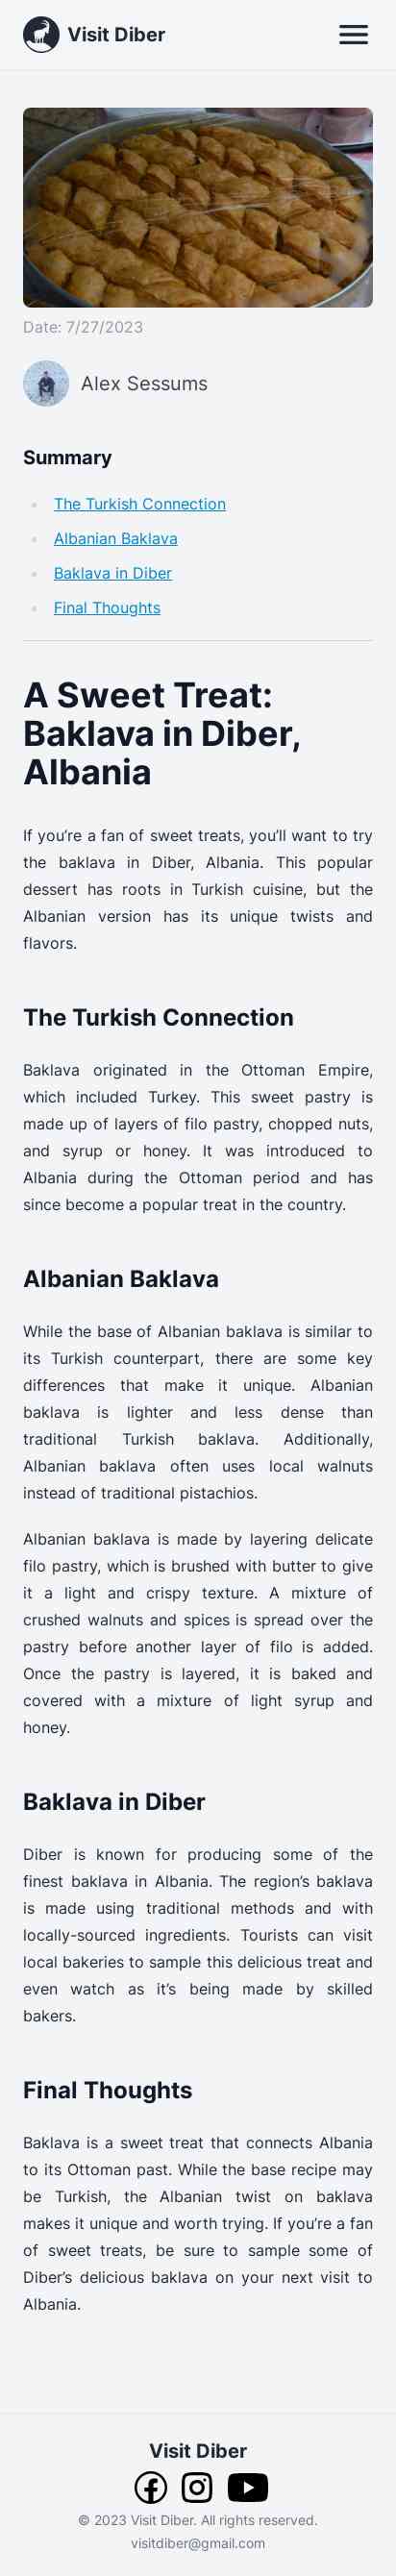 Visit Diber
Date: 7/27/2023
Alex Sessums
Summary
The Turkish Connection
Albanian Baklava
Baklava in Diber
Final Thoughts
A Sweet Treat:
Baklava in Diber,
Albania
If you’re a fan of sweet treats, you’ll want to try
the baklava in Diber, Albania. This popular
dessert has roots in Turkish cuisine, but the
Albanian version has its unique twists and
flavors.
The Turkish Connection
Baklava originated in the Ottoman Empire,
which included Turkey. This sweet pastry is
made up of layers of filo pastry, chopped nuts,
and syrup or honey. It was introduced to
Albania during the Ottoman period and has
since become a popular treat in the country.
Albanian Baklava
While the base of Albanian baklava is similar to
its Turkish counterpart, there are some key
differences that make it unique. Albanian
baklava is lighter and less dense than
traditional Turkish baklava. Additionally,
Albanian baklava often uses local walnuts
instead of traditional pistachios.
Albanian baklava is made by layering delicate
filo pastry, which is brushed with butter to give
it a light and crispy texture. A mixture of
crushed walnuts and spices is spread over the
pastry before another layer of filo is added.
Once the pastry is layered, it is baked and
covered with a mixture of light syrup and
honey.
Baklava in Diber
Diber is known for producing some of the
finest baklava in Albania. The region’s baklava
is made using traditional methods and with
locally-sourced ingredients. Tourists can visit
local bakeries to sample this delicious treat and
even watch as it’s being made by skilled
bakers.
Final Thoughts
Baklava is a sweet treat that connects Albania
to its Ottoman past. While the base recipe may
be Turkish, the Albanian twist on baklava
makes it unique and worth trying. If you’re a fan
of sweet treats, be sure to sample some of
Diber’s delicious baklava on your next visit to
Albania.
Visit Diber
© 2023 Visit Diber. All rights reserved.
visitdiber@gmail.com